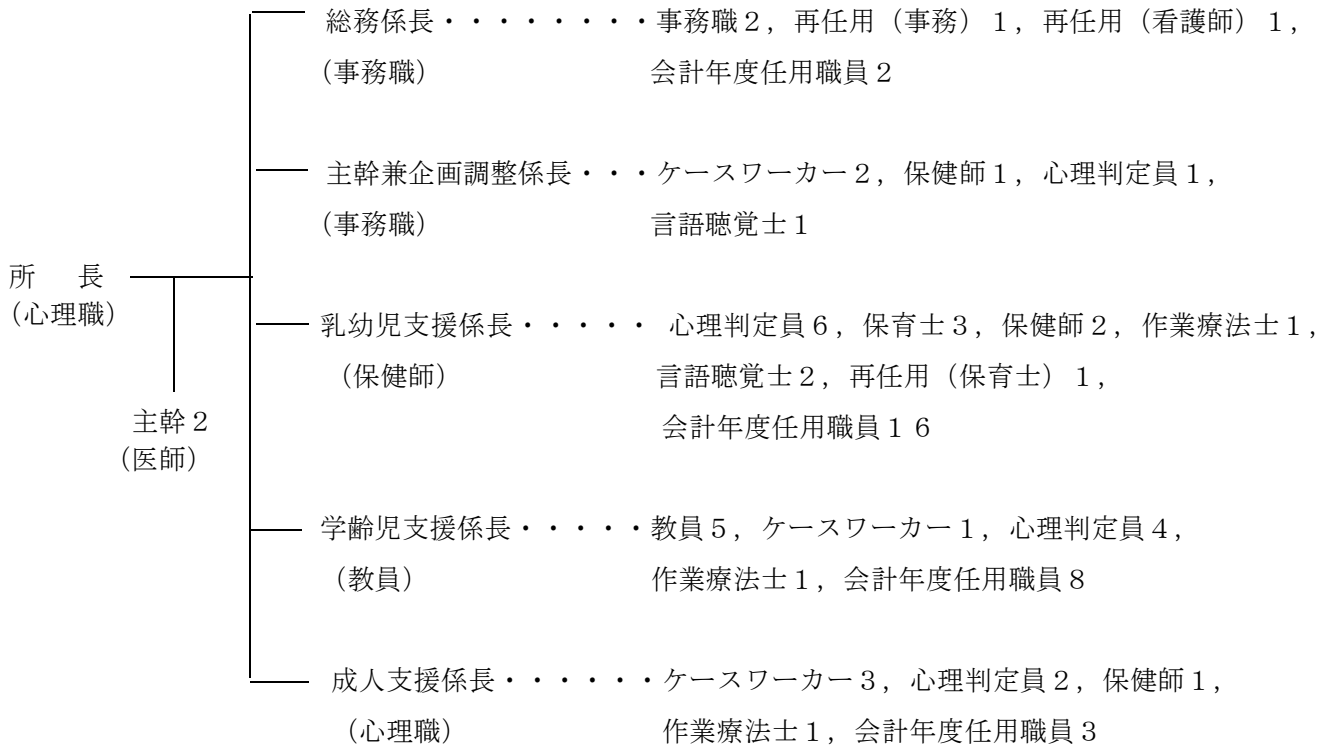 総務係長・・・・・・・・事務職２，再任用（事務）１，再任用（看護師）１，
（事務職） 会計年度任用職員２
主幹兼企画調整係長・・・ケースワーカー２，保健師１，心理判定員１，
（事務職） 言語聴覚士１
所　長
（心理職）
乳幼児支援係長・・・・・ 心理判定員６，保育士３，保健師２，作業療法士１，
（保健師） 言語聴覚士２，再任用（保育士）１，
会計年度任用職員１６
主幹２
（医師）
学齢児支援係長・・・・・教員５，ケースワーカー１，心理判定員４，
（教員） 作業療法士１，会計年度任用職員８
成人支援係長・・・・・・ケースワーカー３，心理判定員２，保健師１，
（心理職） 作業療法士１，会計年度任用職員３